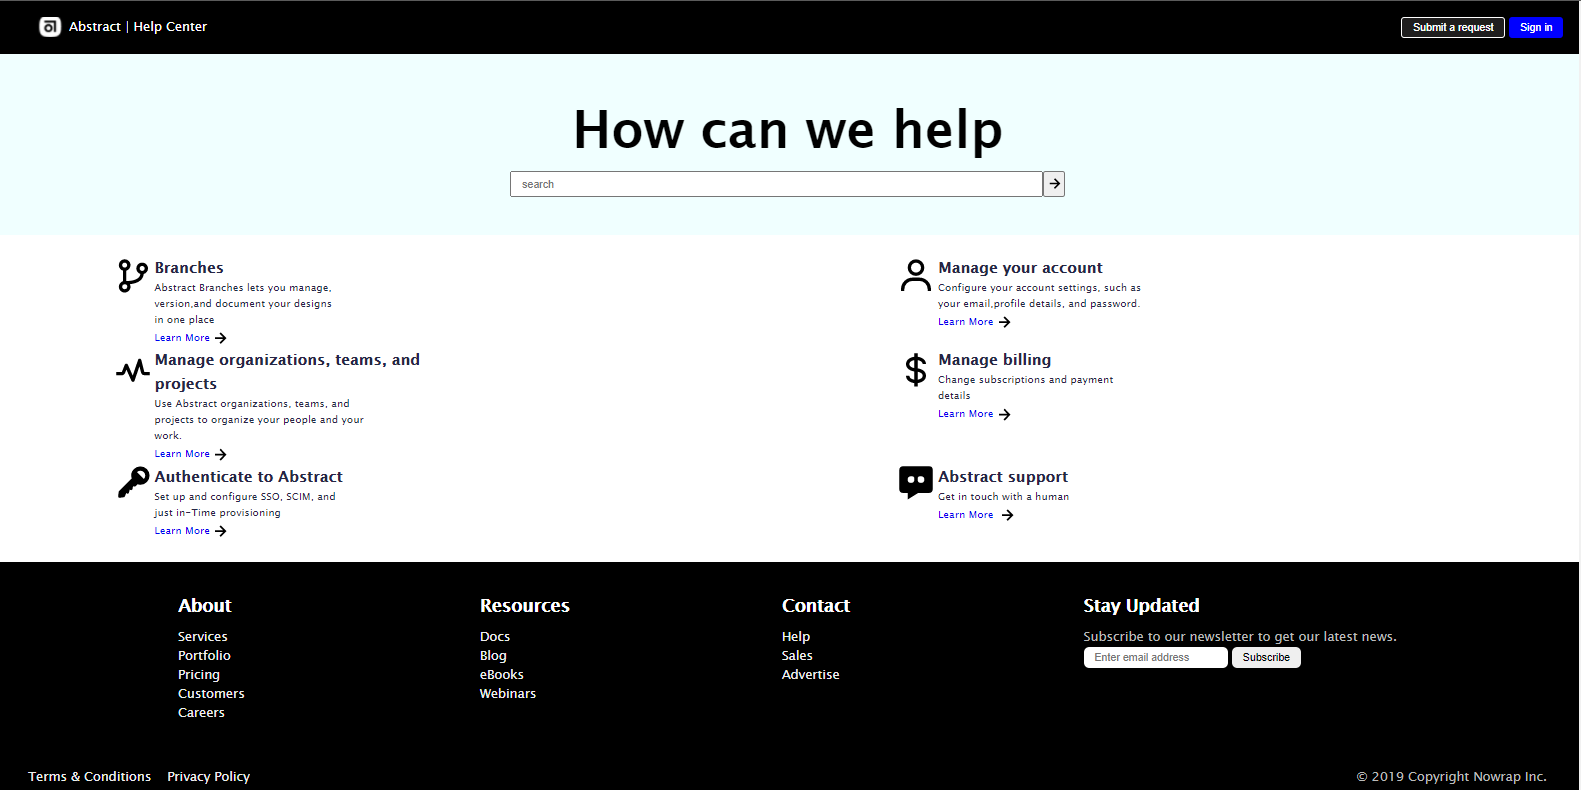 Abstract | Help Center
Submit a request
Sign in
How can we help
search
Branches
Abstract Branches lets you manage,
version,and document your designs
in one place
Learn More
Manage your account
Configure your account settings, such as
your email,profile details, and password.
Learn More
Manage organizations, teams, and
projects
Use Abstract organizations, teams, and
projects to organize your people and your
work.
Learn More
Manage billing
Change subscriptions and payment
details
Learn More
Authenticate to Abstract
Set up and configure SSO, SCIM, and
just in-Time provisioning
Learn More
Abstract support
Get in touch with a human
Learn More
About
Services
Portfolio
Pricing
Customers
Careers
Resources
Docs
Blog
eBooks
Webinars
Contact
Help
Sales
Advertise
Stay Updated
Subscribe to our newsletter to get our latest news.
Enter email address
Subscribe
Terms & Conditions
Privacy Policy
© 2019 Copyright Nowrap Inc.